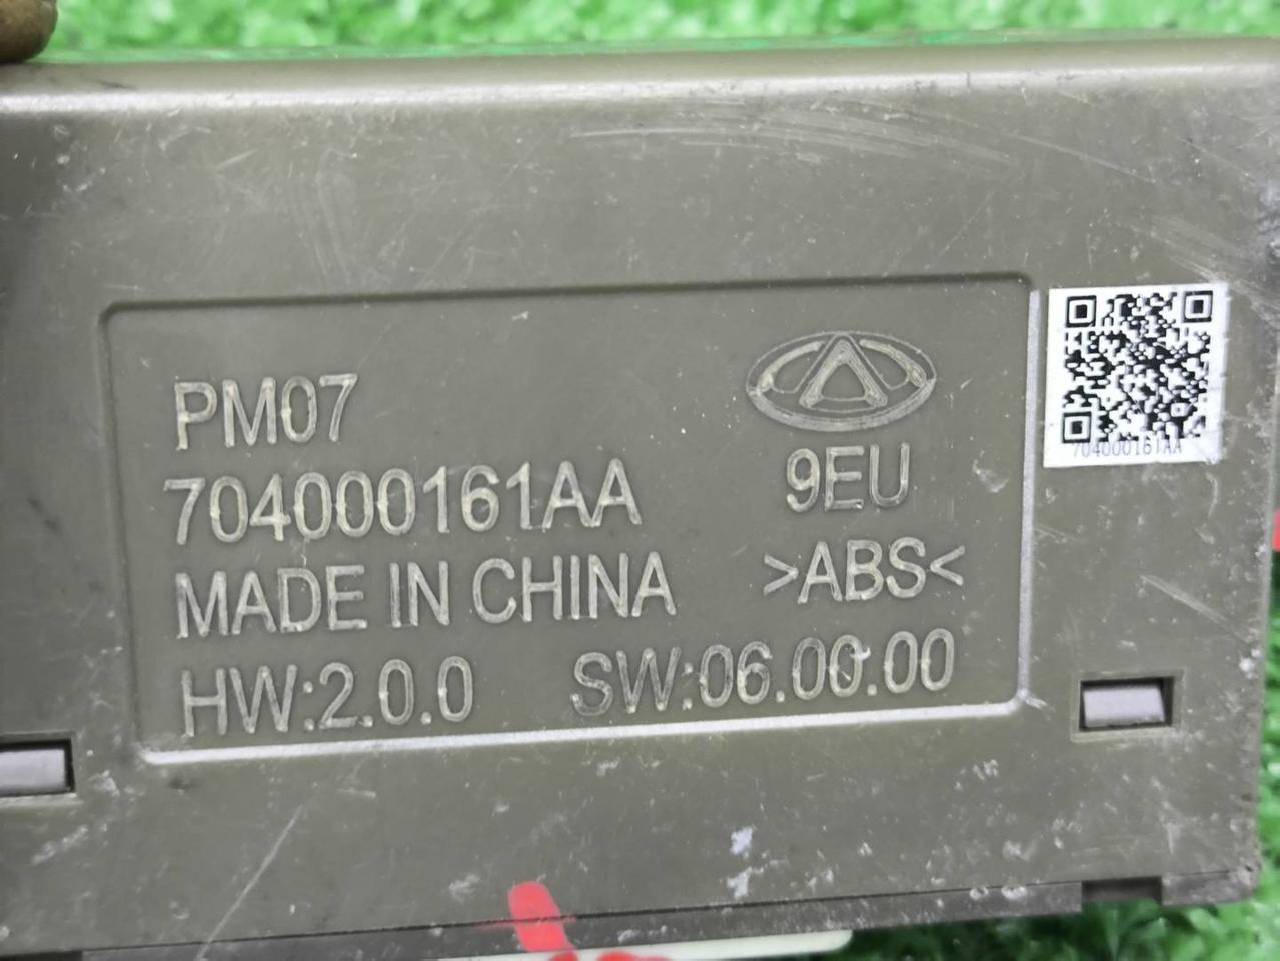 PM07
704000161AA
9EU
MADE IN CHINA
>ABS<
HW:2.0.0
SW:06.00.00
704000161AA